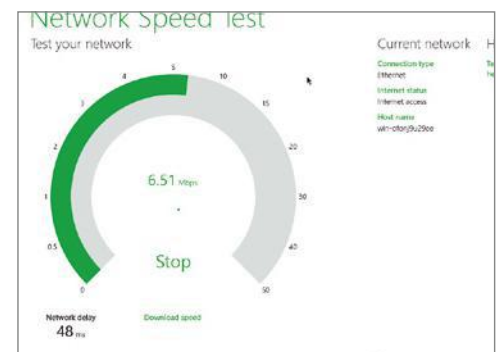 Network Speed Test
Test your network
Current network
H
Connection type
Ethernet
Internet status
Internet access
Host name
0
0.5
1
2
3
4
5
10
15
20
30
40
50
6.51 Mbps
Stop
Network delay
48 ms
Download speed